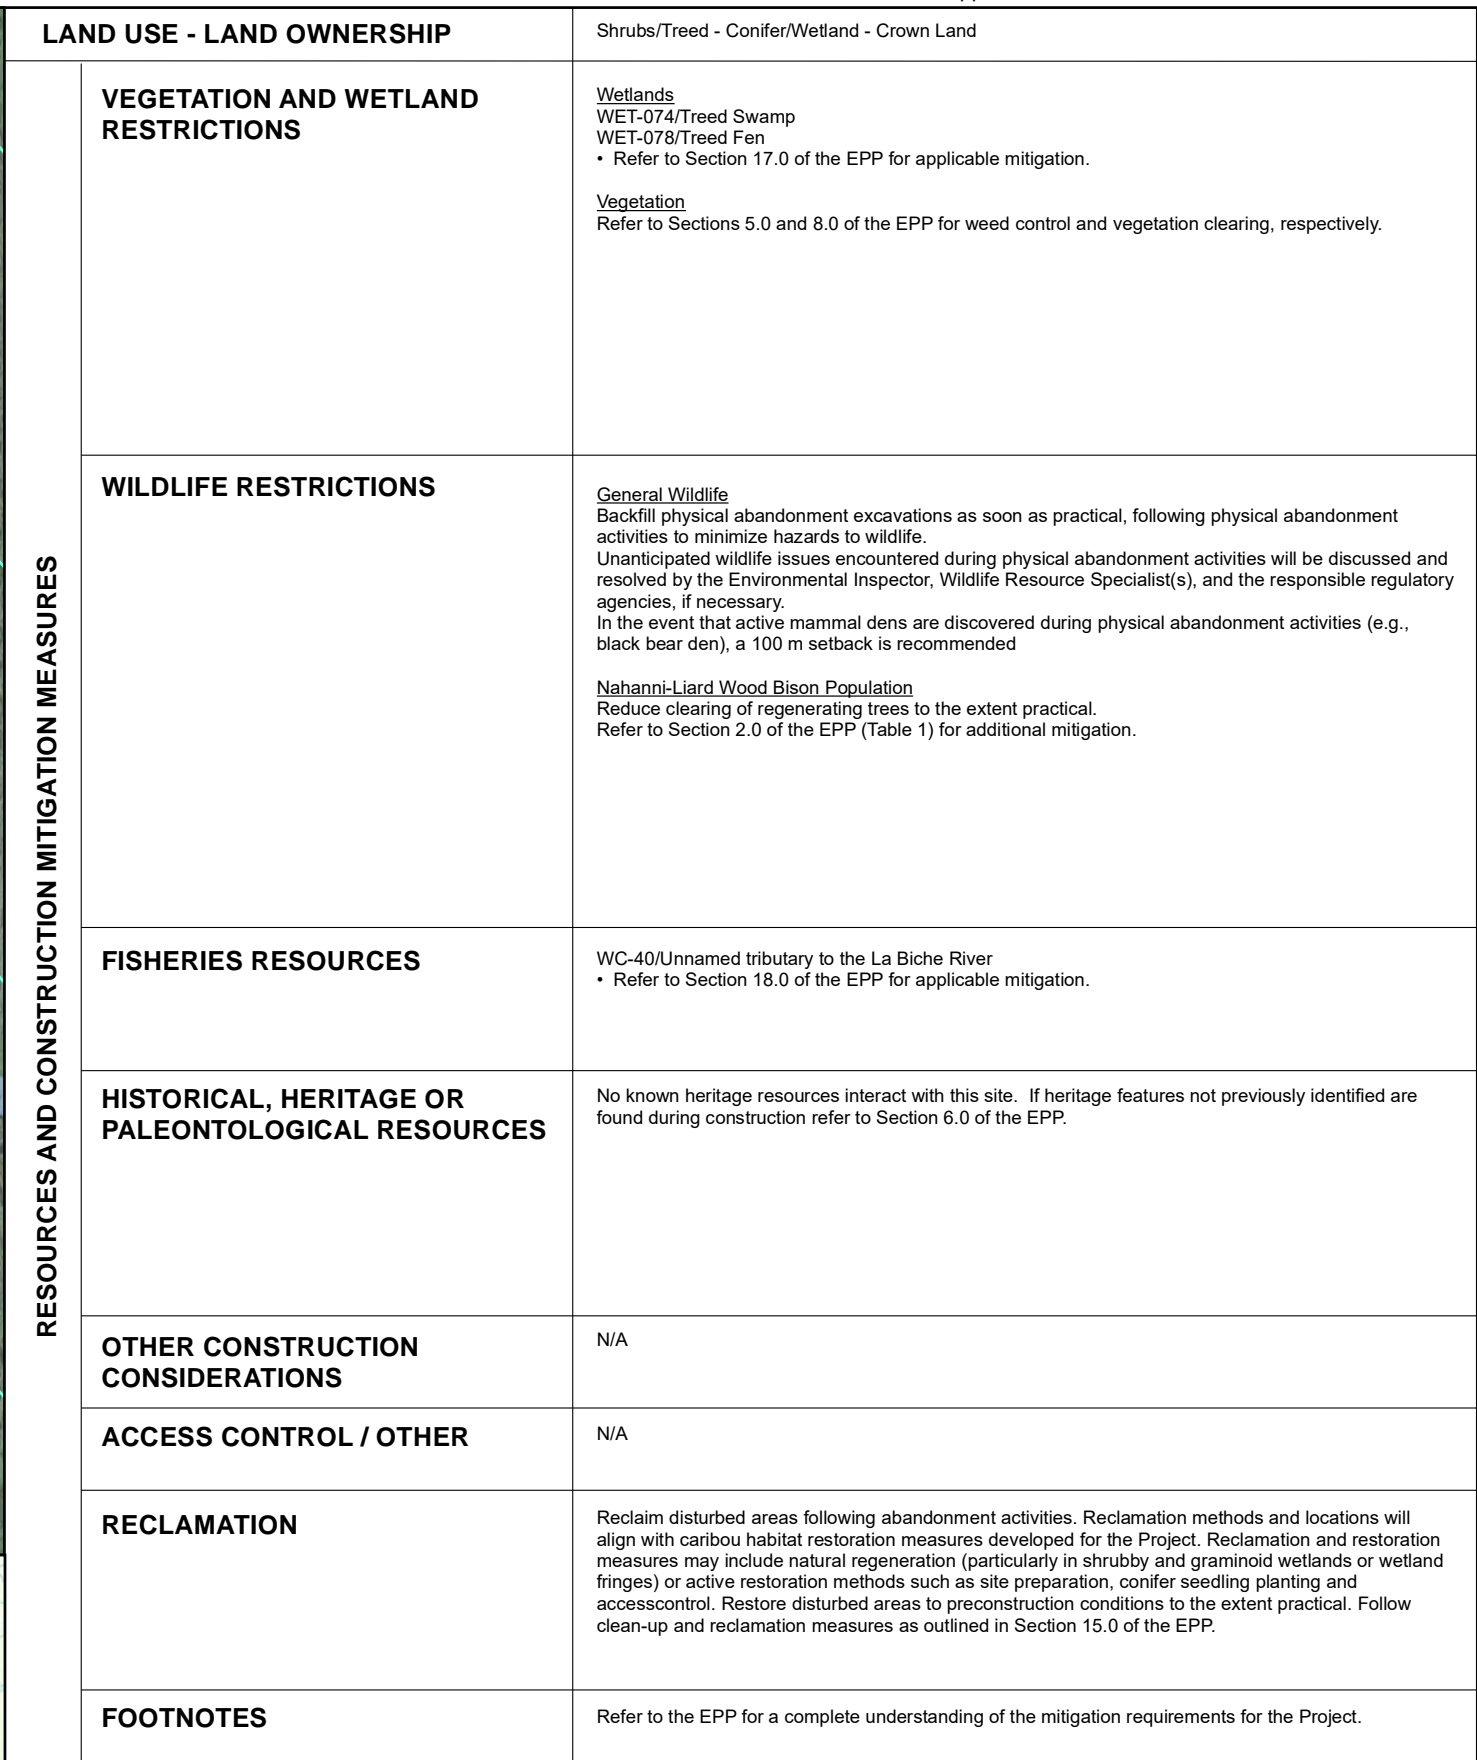 LAND USE - LAND OWNERSHIP
Shrubs/Treed - Conifer/Wetland - Crown Land
RESOURCES AND CONSTRUCTION MITIGATION MEASURES
VEGETATION AND WETLAND
RESTRICTIONS
Wetlands
WET-074/Treed Swamp
WET-078/Treed Fen
• Refer to Section 17.0 of the EPP for applicable mitigation.
Vegetation
Refer to Sections 5.0 and 8.0 of the EPP for weed control and vegetation clearing, respectively.
WILDLIFE RESTRICTIONS
General Wildlife
Backfill physical abandonment excavations as soon as practical, following physical abandonment
activities to minimize hazards to wildlife.
Unanticipated wildlife issues encountered during physical abandonment activities will be discussed and
resolved by the Environmental Inspector, Wildlife Resource Specialist(s), and the responsible regulatory
agencies, if necessary.
In the event that active mammal dens are discovered during physical abandonment activities (e.g.,
black bear den), a 100 m setback is recommended
Nahanni-Liard Wood Bison Population
Reduce clearing of regenerating trees to the extent practical.
Refer to Section 2.0 of the EPP (Table 1) for additional mitigation.
FISHERIES RESOURCES
WC-40/Unnamed tributary to the La Biche River
• Refer to Section 18.0 of the EPP for applicable mitigation.
HISTORICAL, HERITAGE OR
PALEONTOLOGICAL RESOURCES
No known heritage resources interact with this site.  If heritage features not previously identified are
found during construction refer to Section 6.0 of the EPP.
OTHER CONSTRUCTION
CONSIDERATIONS
N/A
ACCESS CONTROL / OTHER
N/A
RECLAMATION
Reclaim disturbed areas following abandonment activities. Reclamation methods and locations will
align with caribou habitat restoration measures developed for the Project. Reclamation and restoration
measures may include natural regeneration (particularly in shrubby and graminoid wetlands or wetland
fringes) or active restoration methods such as site preparation, conifer seedling planting and
accesscontrol. Restore disturbed areas to preconstruction conditions to the extent practical. Follow
clean-up and reclamation measures as outlined in Section 15.0 of the EPP.
FOOTNOTES
Refer to the EPP for a complete understanding of the mitigation requirements for the Project.